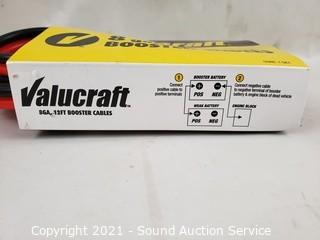 8
BOOST
Valucraft
8GA, 12FT BOOSTER CABLES
1
Connect
positive cable to
positive terminals
BOOSTER BATTERY
+ −
POS NEG
WEAK BATTERY
+ −
POS NEG
2
Connect negative cable
to negative terminal of booster
battery & engine block of dead vehicle
ENGINE BLOCK
Copyright 2021 - Sound Auction Service